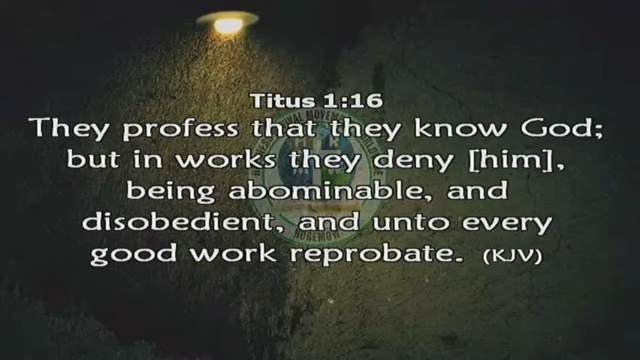 Titus 1:16
They profess that they know God;
but in works they deny [him],
being abominable, and
disobedient, and unto every
good work reprobate. (KJV)